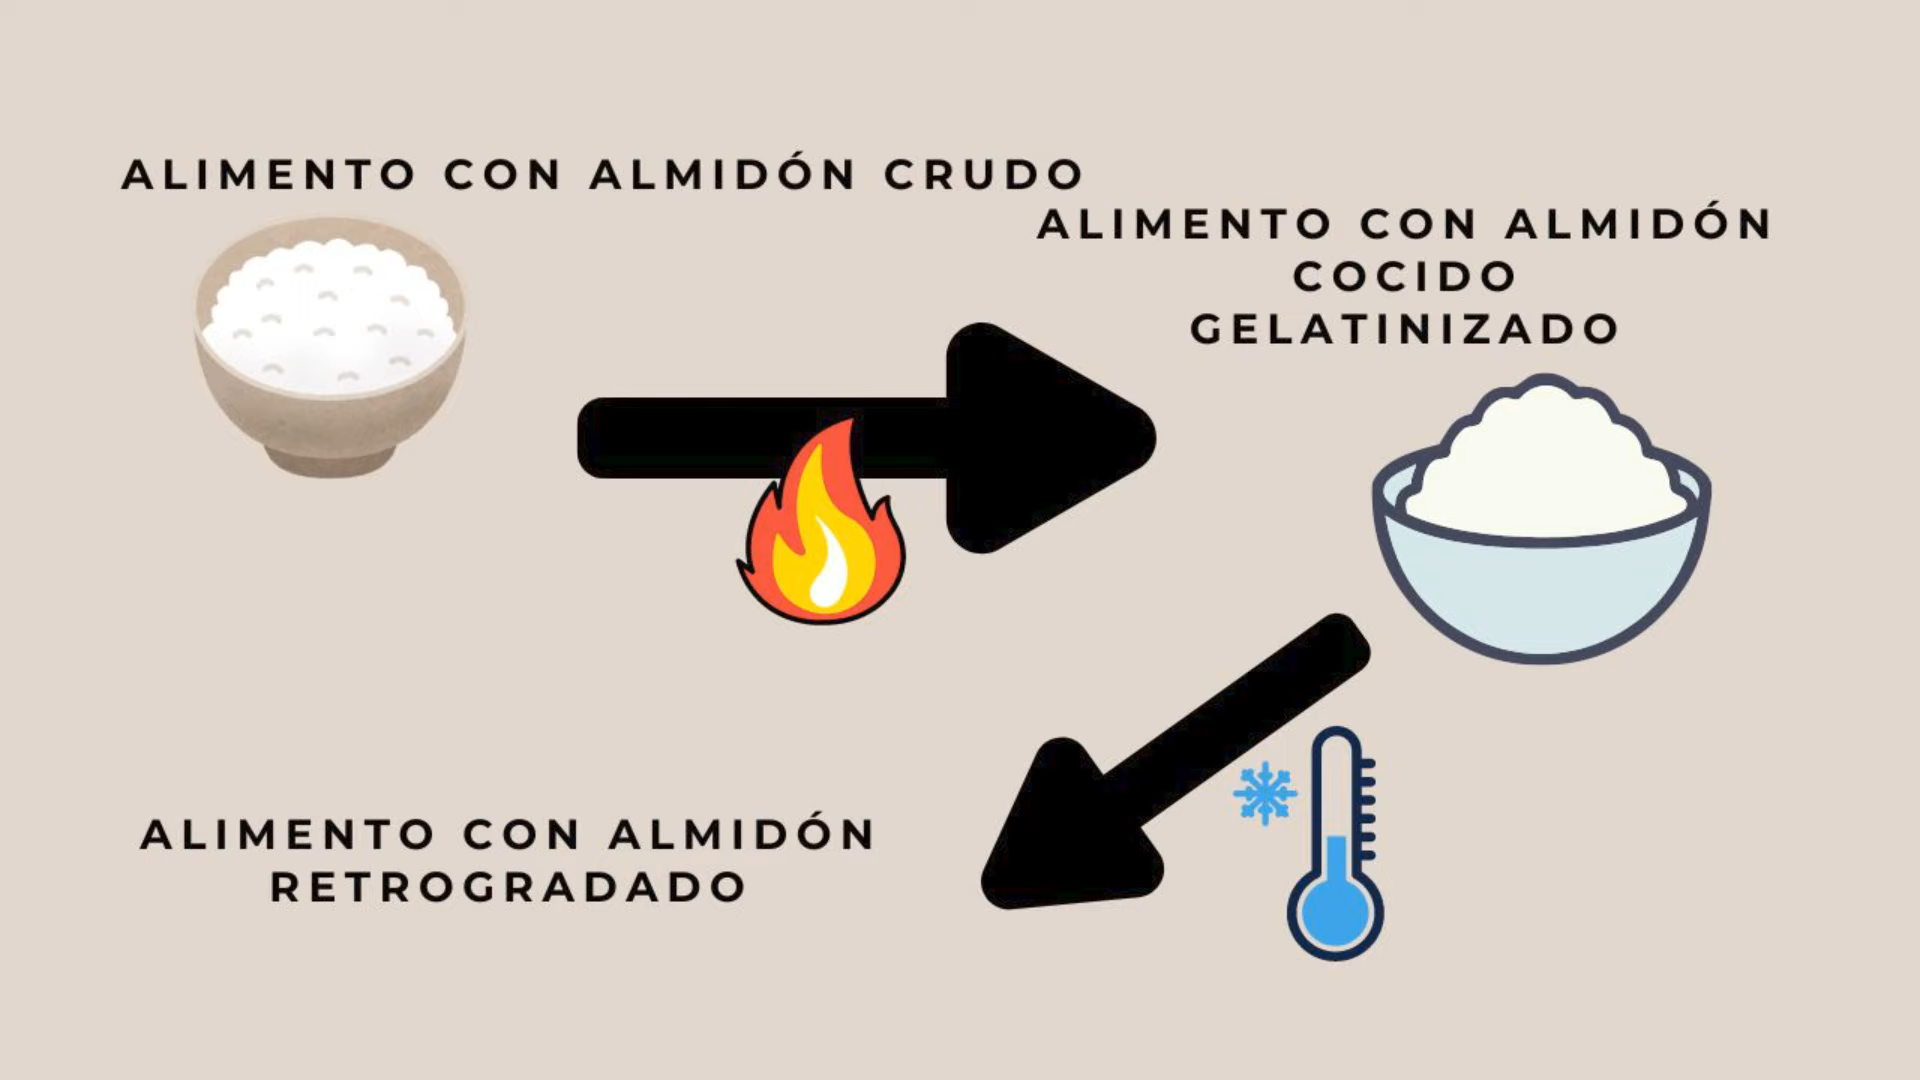 ALIMENTO CON ALMIDÓN CRUDO
ALIMENTO CON ALMIDÓN
COCIDO
GELATINIZADO
ALIMENTO CON ALMIDÓN
RETROGRADADO